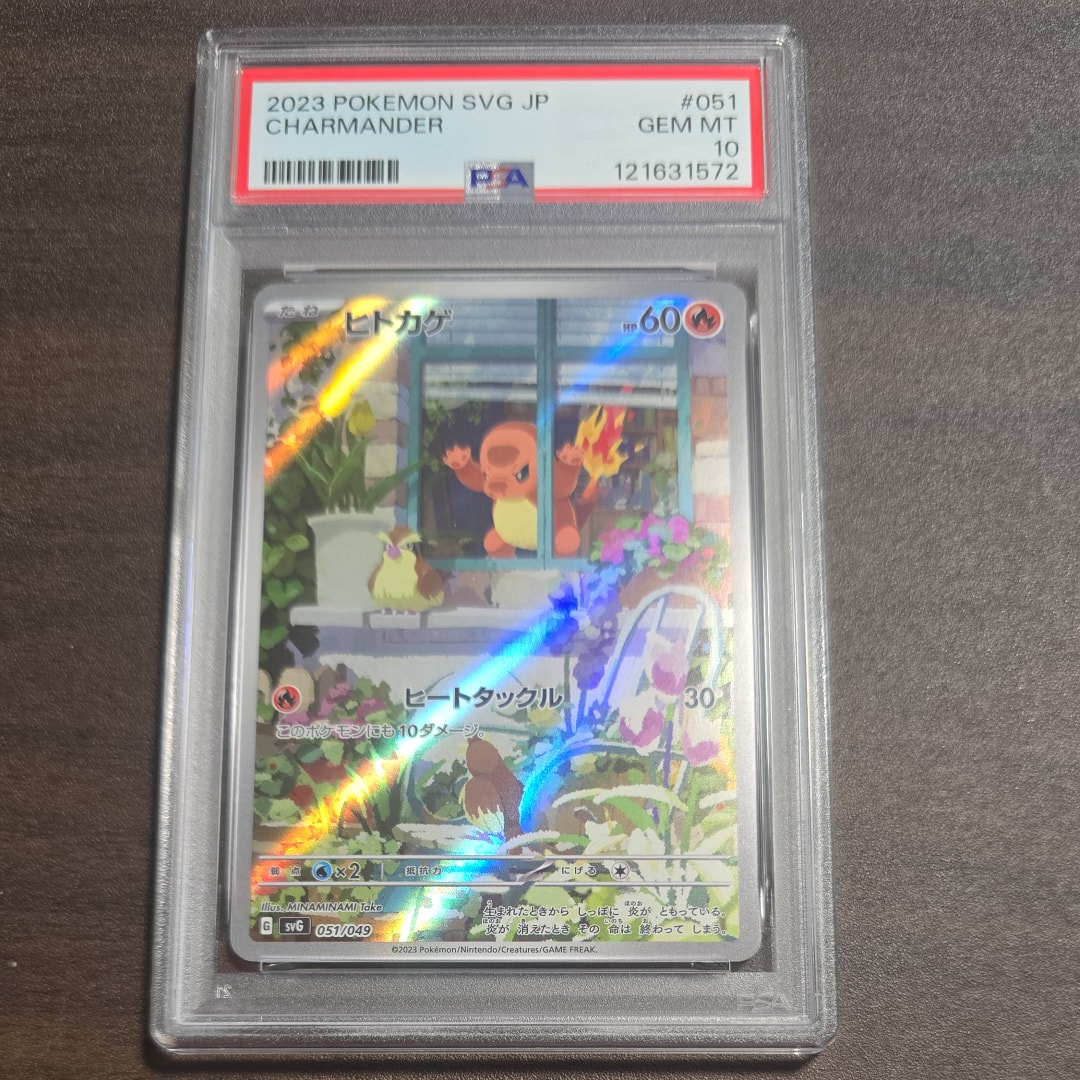 2023 POKEMON SVG JP #051
CHARMANDER GEM MT
10
PSA 121631572
たね ヒトカゲ HP60
ヒートタックル 30
このポケモンにも10ダメージ。
弱点 ×2 抵抗力 にげる
Illus. MINAMINAMI Take
生まれたときから しっぽに 炎が ともっている。
炎が 消えたとき その 命は 終わって しまう。
G svG 051/049
©2023 Pokémon/Nintendo/Creatures/GAME FREAK.
PSA